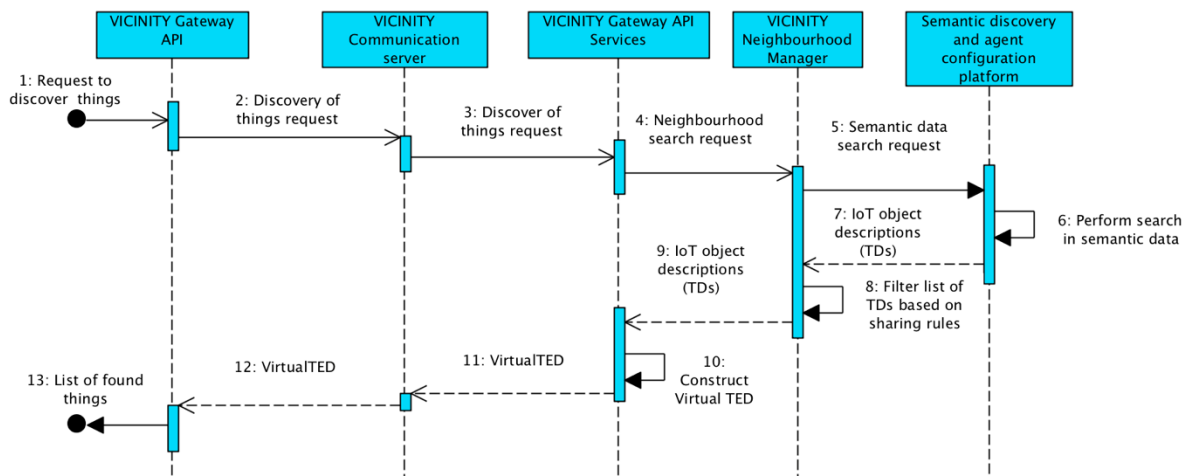 VICINITY Gateway
API
VICINITY
Communication
server
VICINITY Gateway API
Services
VICINITY
Neighbourhood
Manager
Semantic discovery
and agent
configuration
platform
1: Request to
discover things
2: Discovery of
things request
3: Discover of
things request
4: Neighbourhood
search request
5: Semantic data
search request
6: Perform search
in semantic data
7: IoT object
descriptions
(TDs)
8: Filter list of
TDs based on
sharing rules
9: IoT object
descriptions
(TDs)
10:
Construct
Virtual TED
11: VirtualTED
12: VirtualTED
13: List of found
things